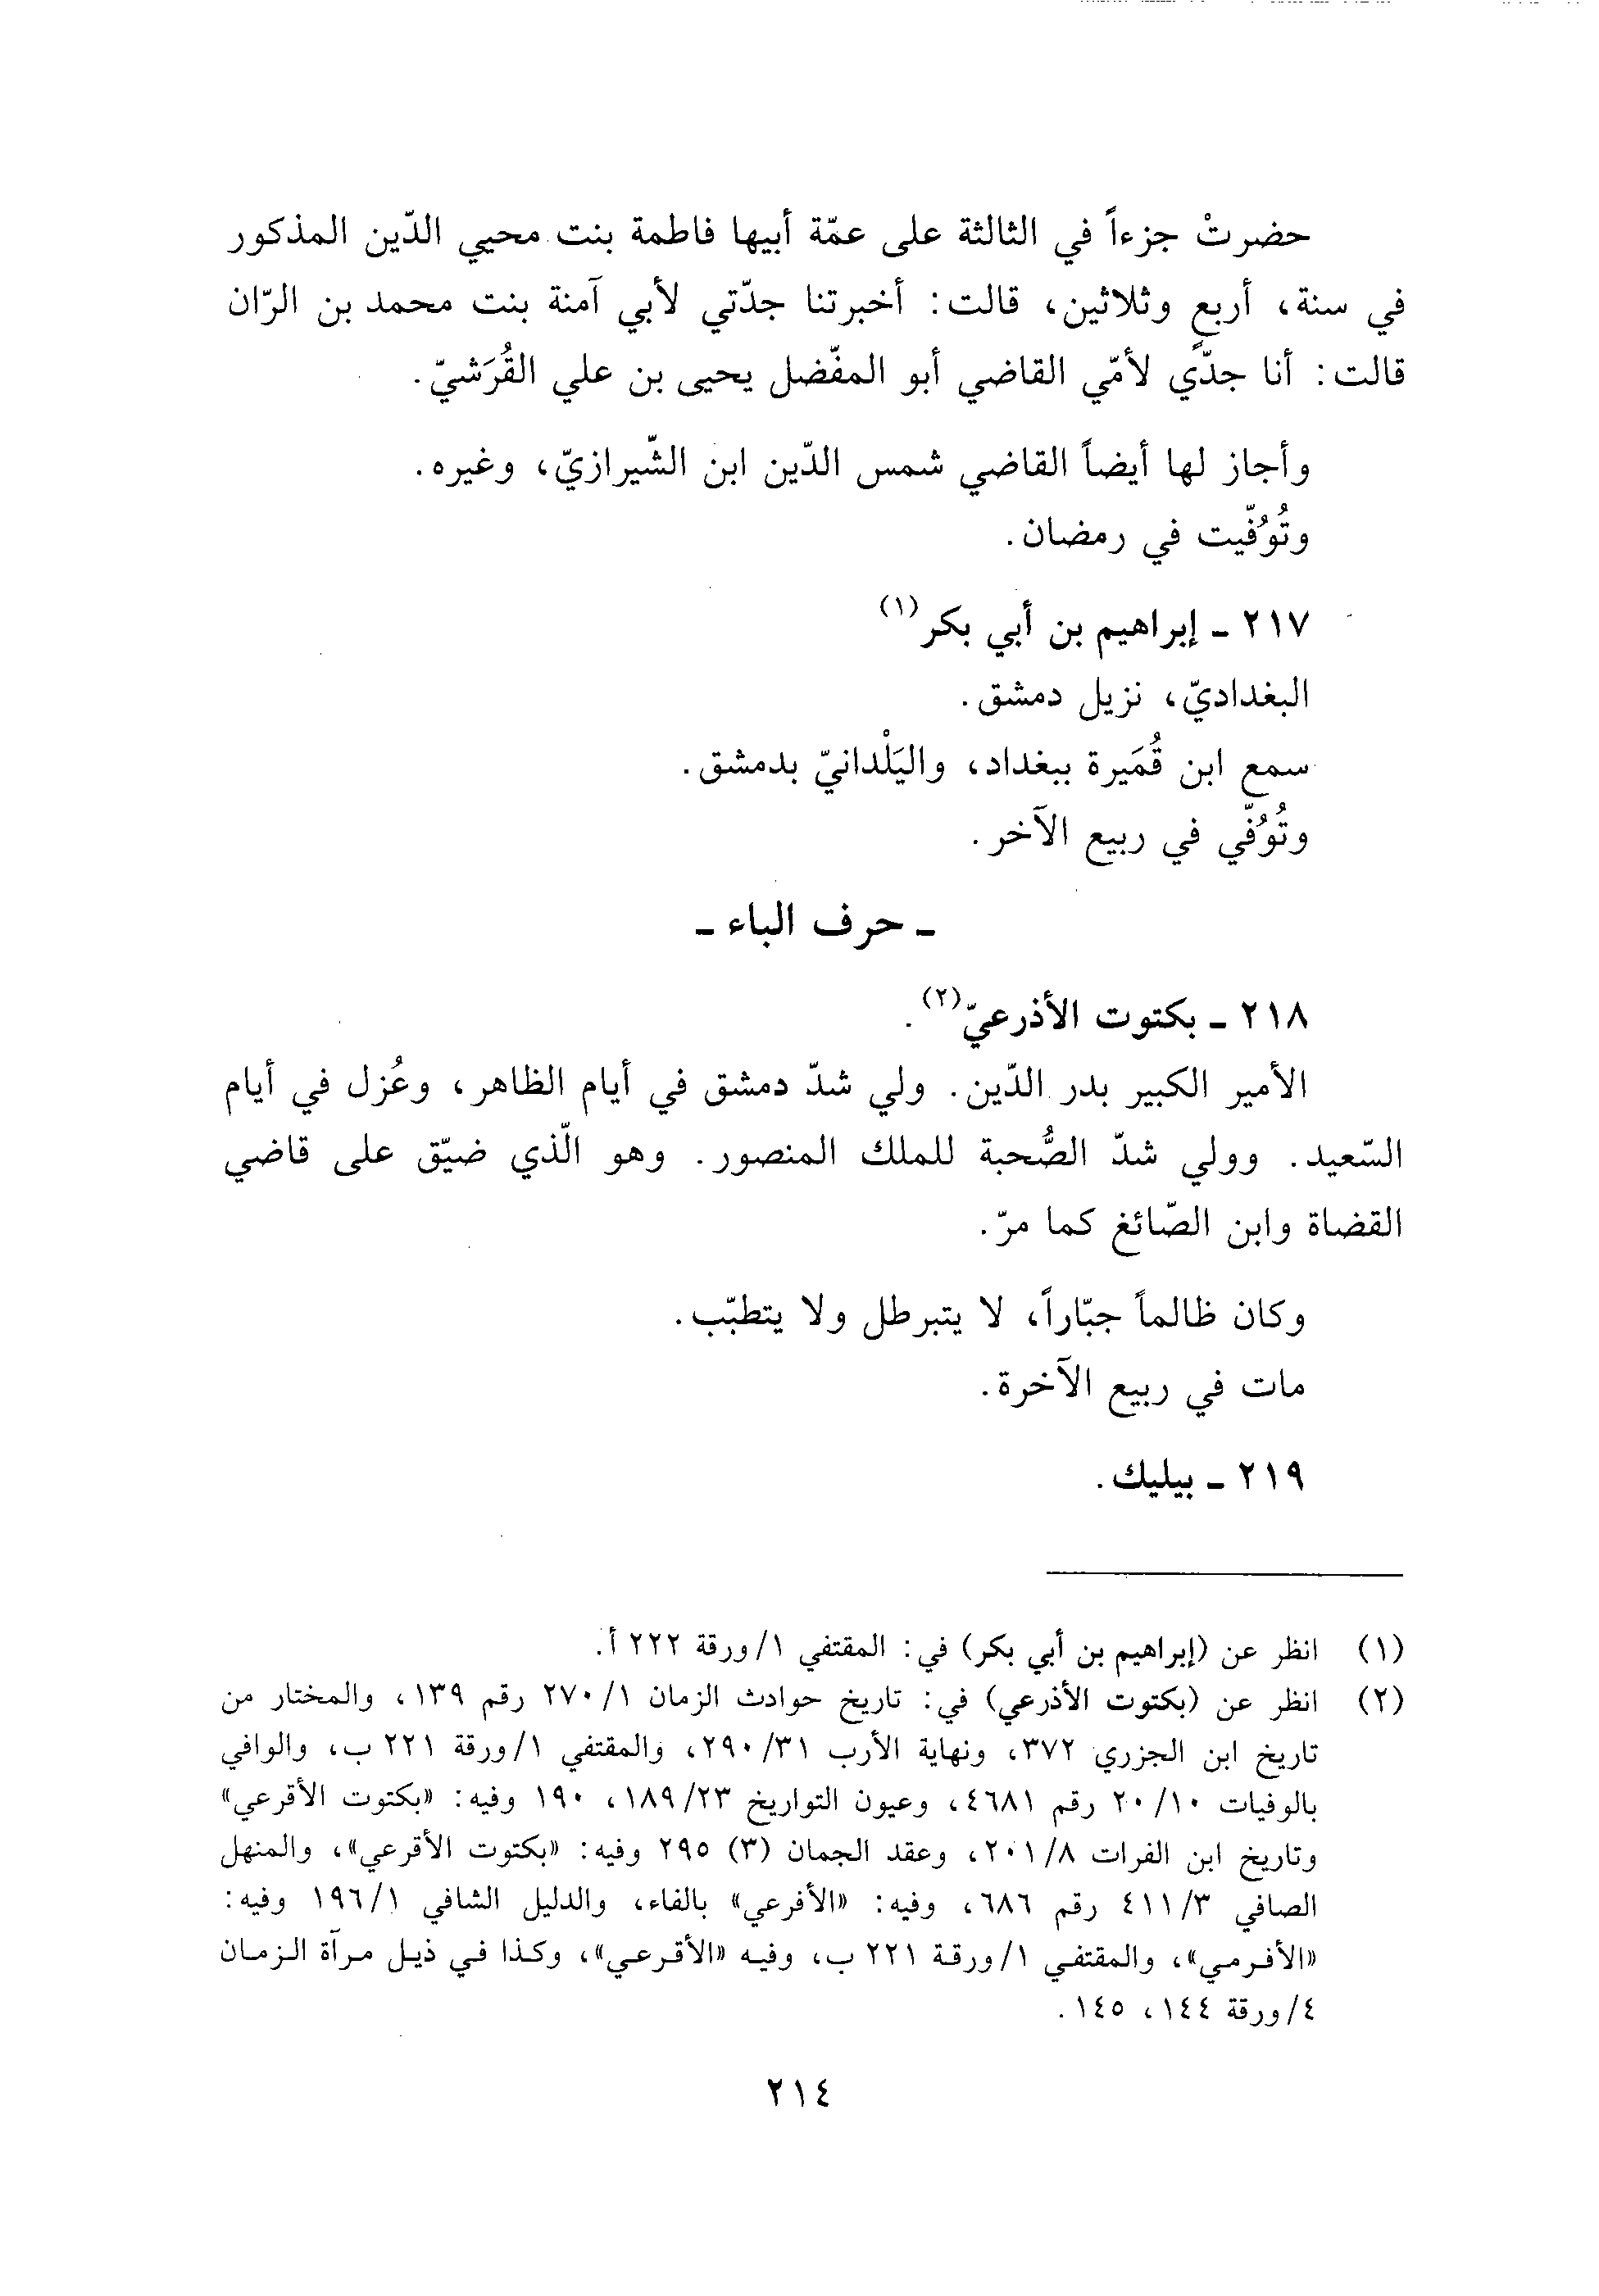 حضرتْ جزءاً في الثالثة على عمّة أبيها فاطمة بنت محيي الدّين المذكور
في سنة، أربعٍ وثلاثين، قالت: أخبرتنا جدّتي لأبي آمنة بنت محمد بن الرّان
قالت: أنا جدّي لأمّي القاضي أبو المفّضل يحيى بن علي القُرَشيّ.
وأجاز لها أيضاً القاضي شمس الدّين ابن الشّيرازيّ، وغيره.
وتُوُفّيت في رمضان.
٢١٧ ـ إبراهيم بن أبي بكر(١)
البغداديّ، نزيل دمشق.
سمع ابن قُمَيرة ببغداد، واليَلْدانيّ بدمشق.
وتُوُفّي في ربيع الآخر.
ـ حرف الباء ـ
٢١٨ ـ بكتوت الأذرعيّ(٢).
الأمير الكبير بدر الدّين. ولي شدّ دمشق في أيام الظاهر، وعُزل في أيام
السّعيد. وولي شدّ الصُّحبة للملك المنصور. وهو الّذي ضيّق على قاضي
القضاة وابن الصّائغ كما مرّ.
وكان ظالماً جبّاراً، لا يتبرطل ولا يتطبّب.
مات في ربيع الآخرة.
٢١٩ ـ بيليك.
(١) انظر عن (إبراهيم بن أبي بكر) في: المقتفي ١/ورقة ٢٢٢ أ.
(٢) انظر عن (بكتوت الأذرعي) في: تاريخ حوادث الزمان ١/٢٧٠ رقم ١٣٩، والمختار من
تاريخ ابن الجزري ٣٧٢، ونهاية الأرب ٣١/٢٩٠، والمقتفي ١/ورقة ٢٢١ ب، والوافي
بالوفيات ١٠/٢٠ رقم ٤٦٨١، وعيون التواريخ ٢٣/١٨٩، ١٩٠ وفيه: «بكتوت الأقرعي»
وتاريخ ابن الفرات ٨/٢٠١، وعقد الجمان (٣) ٢٩٥ وفيه: «بكتوت الأقرعي»، والمنهل
الصافي ٣/٤١١ رقم ٦٨٦، وفيه: «الأفرعي» بالفاء، والدليل الشافي ١/١٩٦ وفيه:
«الأفرمي»، والمقتفي ١/ورقة ٢٢١ ب، وفيه «الأقرعي»، وكذا في ذيل مرآة الزمان
٤/ورقة ١٤٤، ١٤٥.
٢١٤